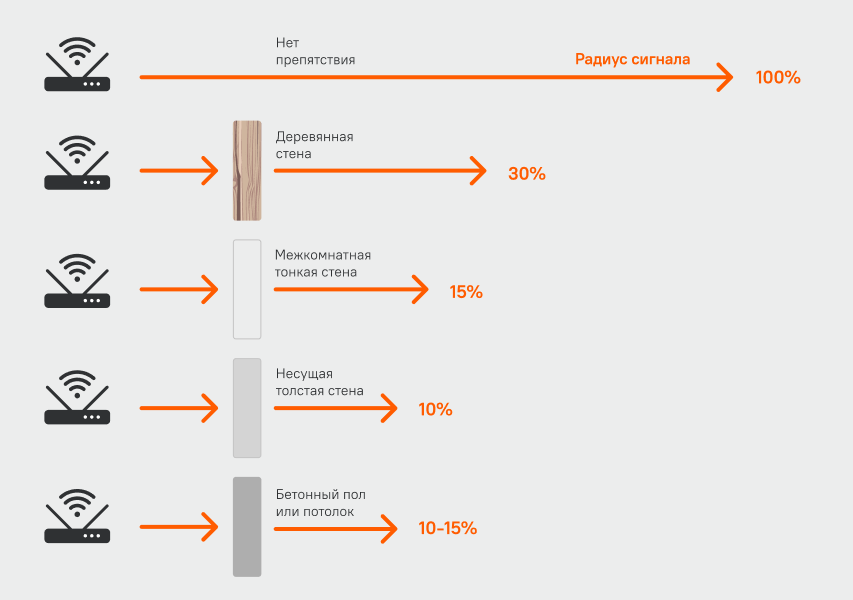 Нет
препятствия
Радиус сигнала
100%
Деревянная
стена
30%
Межкомнатная
тонкая стена
15%
Несущая
толстая стена
10%
Бетонный пол
или потолок
10-15%